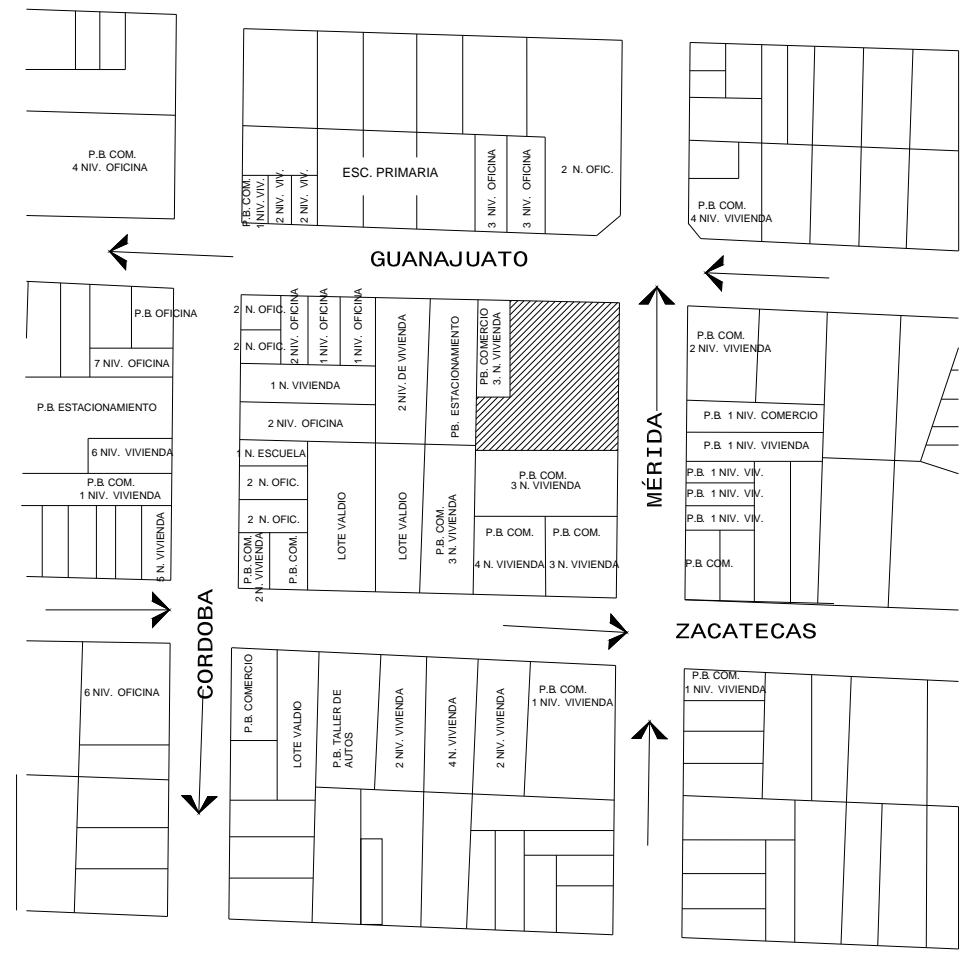 P.B. COM.
4 NIV. OFICINA
P.B. COM.
1 NIV. VIV.
2 NIV. VIV.
2 NIV. VIV.
ESC. PRIMARIA
3 NIV. OFICINA
3 NIV. OFICINA
2 N. OFIC.
P.B. COM.
4 NIV. VIVIENDA
GUANAJUATO
P.B. OFICINA
7 NIV. OFICINA
P.B. ESTACIONAMIENTO
6 NIV. VIVIENDA
P.B. COM.
1 NIV. VIVIENDA
5 N. VIVIENDA
2 N. OFIC.
2 N. OFIC.
2 NIV. OFICINA
1 NIV. OFICINA
1 NIV. OFICINA
1 N. VIVIENDA
2 NIV. OFICINA
2 NIV. DE VIVIENDA
PB. ESTACIONAMIENTO
PB. COMERCIO
3. N. VIVIENDA
1 N. ESCUELA
2 N. OFIC.
2 N. OFIC.
P.B. COM.
2 N. VIVIENDA
P.B. COM.
LOTE VALDIO
LOTE VALDIO
P.B. COM.
3 N. VIVIENDA
P.B. COM.
3 N. VIVIENDA
P.B. COM.
4 N. VIVIENDA
P.B. COM.
3 N. VIVIENDA
MÉRIDA
P.B. COM.
2 NIV. VIVIENDA
P.B. 1 NIV. COMERCIO
P.B. 1 NIV. VIVIENDA
P.B. 1 NIV. VIV.
P.B. 1 NIV. VIV.
P.B. 1 NIV. VIV.
P.B. COM.
CORDOBA
ZACATECAS
6 NIV. OFICINA
P.B. COMERCIO
LOTE VALDIO
P.B. TALLER DE
AUTOS
2 NIV. VIVIENDA
4 N. VIVIENDA
2 NIV. VIVIENDA
P.B. COM.
1 NIV. VIVIENDA
P.B. COM.
1 NIV. VIVIENDA